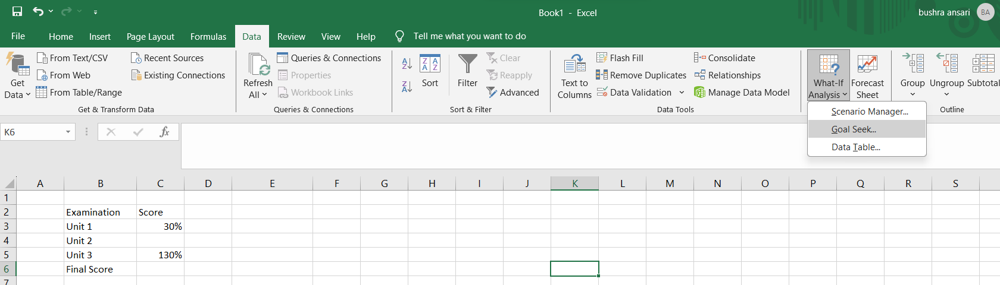 Book1 - Excel
bushra ansari
BA
File
Home
Insert
Page Layout
Formulas
Data
Review
View
Help
Tell me what you want to do
Get
Data
From Text/CSV
From Web
From Table/Range
Recent Sources
Existing Connections
Get & Transform Data
Refresh
All
Queries & Connections
Properties
Workbook Links
Queries & Connections
A
Z
Z
A
Z A
A Z
Sort
Filter
Clear
Reapply
Advanced
Sort & Filter
Text to
Columns
Flash Fill
Remove Duplicates
Data Validation
Consolidate
Relationships
Manage Data Model
Data Tools
What-If
Analysis
Forecast
Sheet
Scenario Manager...
Goal Seek...
Data Table...
Group
Ungroup
Subtotal
Outline
K6
fx
A B C D E F G H I J K L M N O P Q R S
1
2 Examination Score
3 Unit 1 30%
4 Unit 2
5 Unit 3 130%
6 Final Score
7